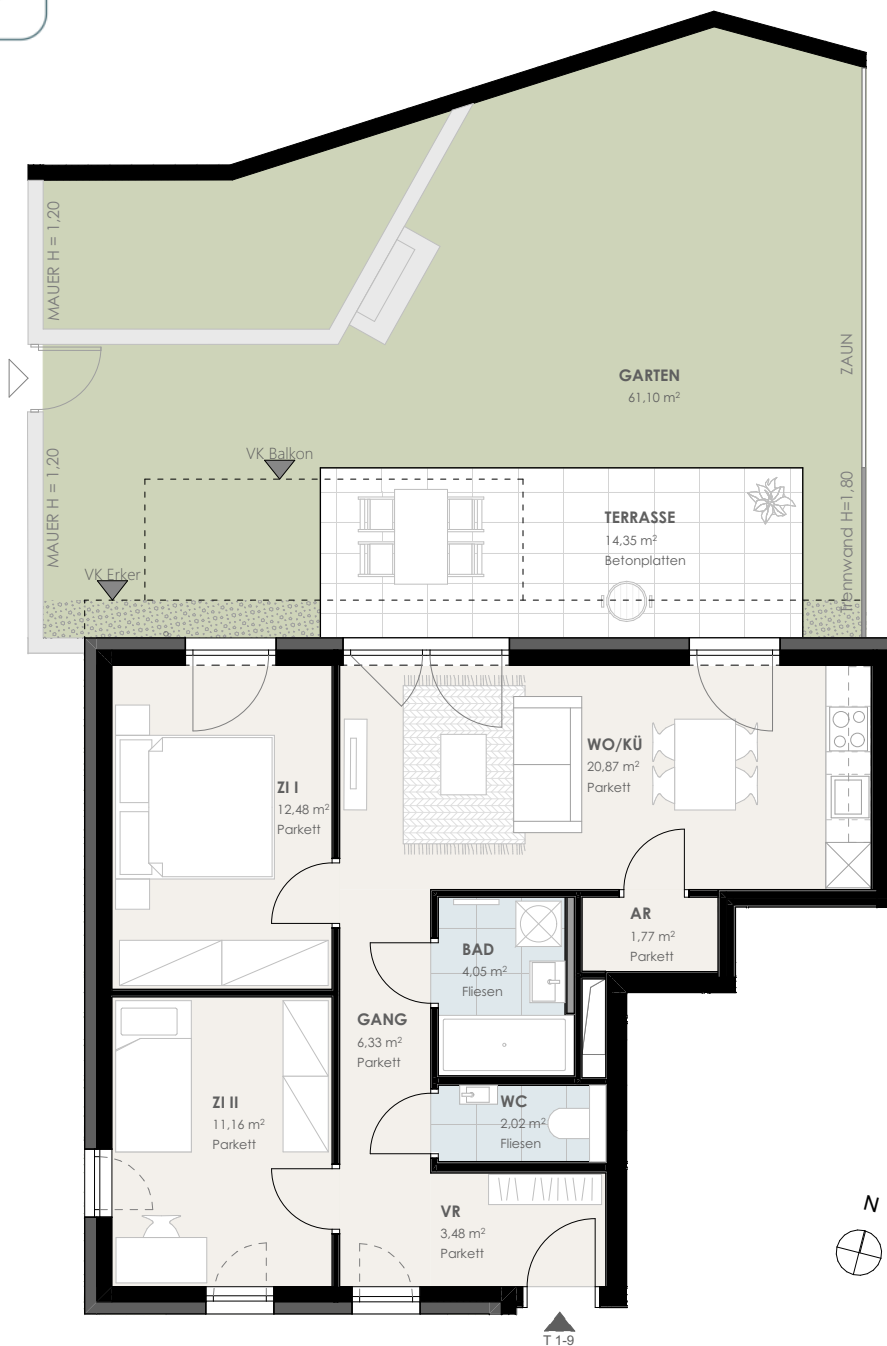 MAUER H = 1,20
ZAUN
GARTEN
61,10 m²
MAUER H = 1,20
VK Balkon
Trennwand H=1,80
TERRASSE
14,35 m²
Betonplatten
VK Erker
WO/KÜ
20,87 m²
Parkett
ZI I
12,48 m²
Parkett
AR
1,77 m²
Parkett
BAD
4,05 m²
Fliesen
GANG
6,33 m²
Parkett
ZI II
11,16 m²
Parkett
WC
2,02 m²
Fliesen
VR
3,48 m²
Parkett
N
T 1-9